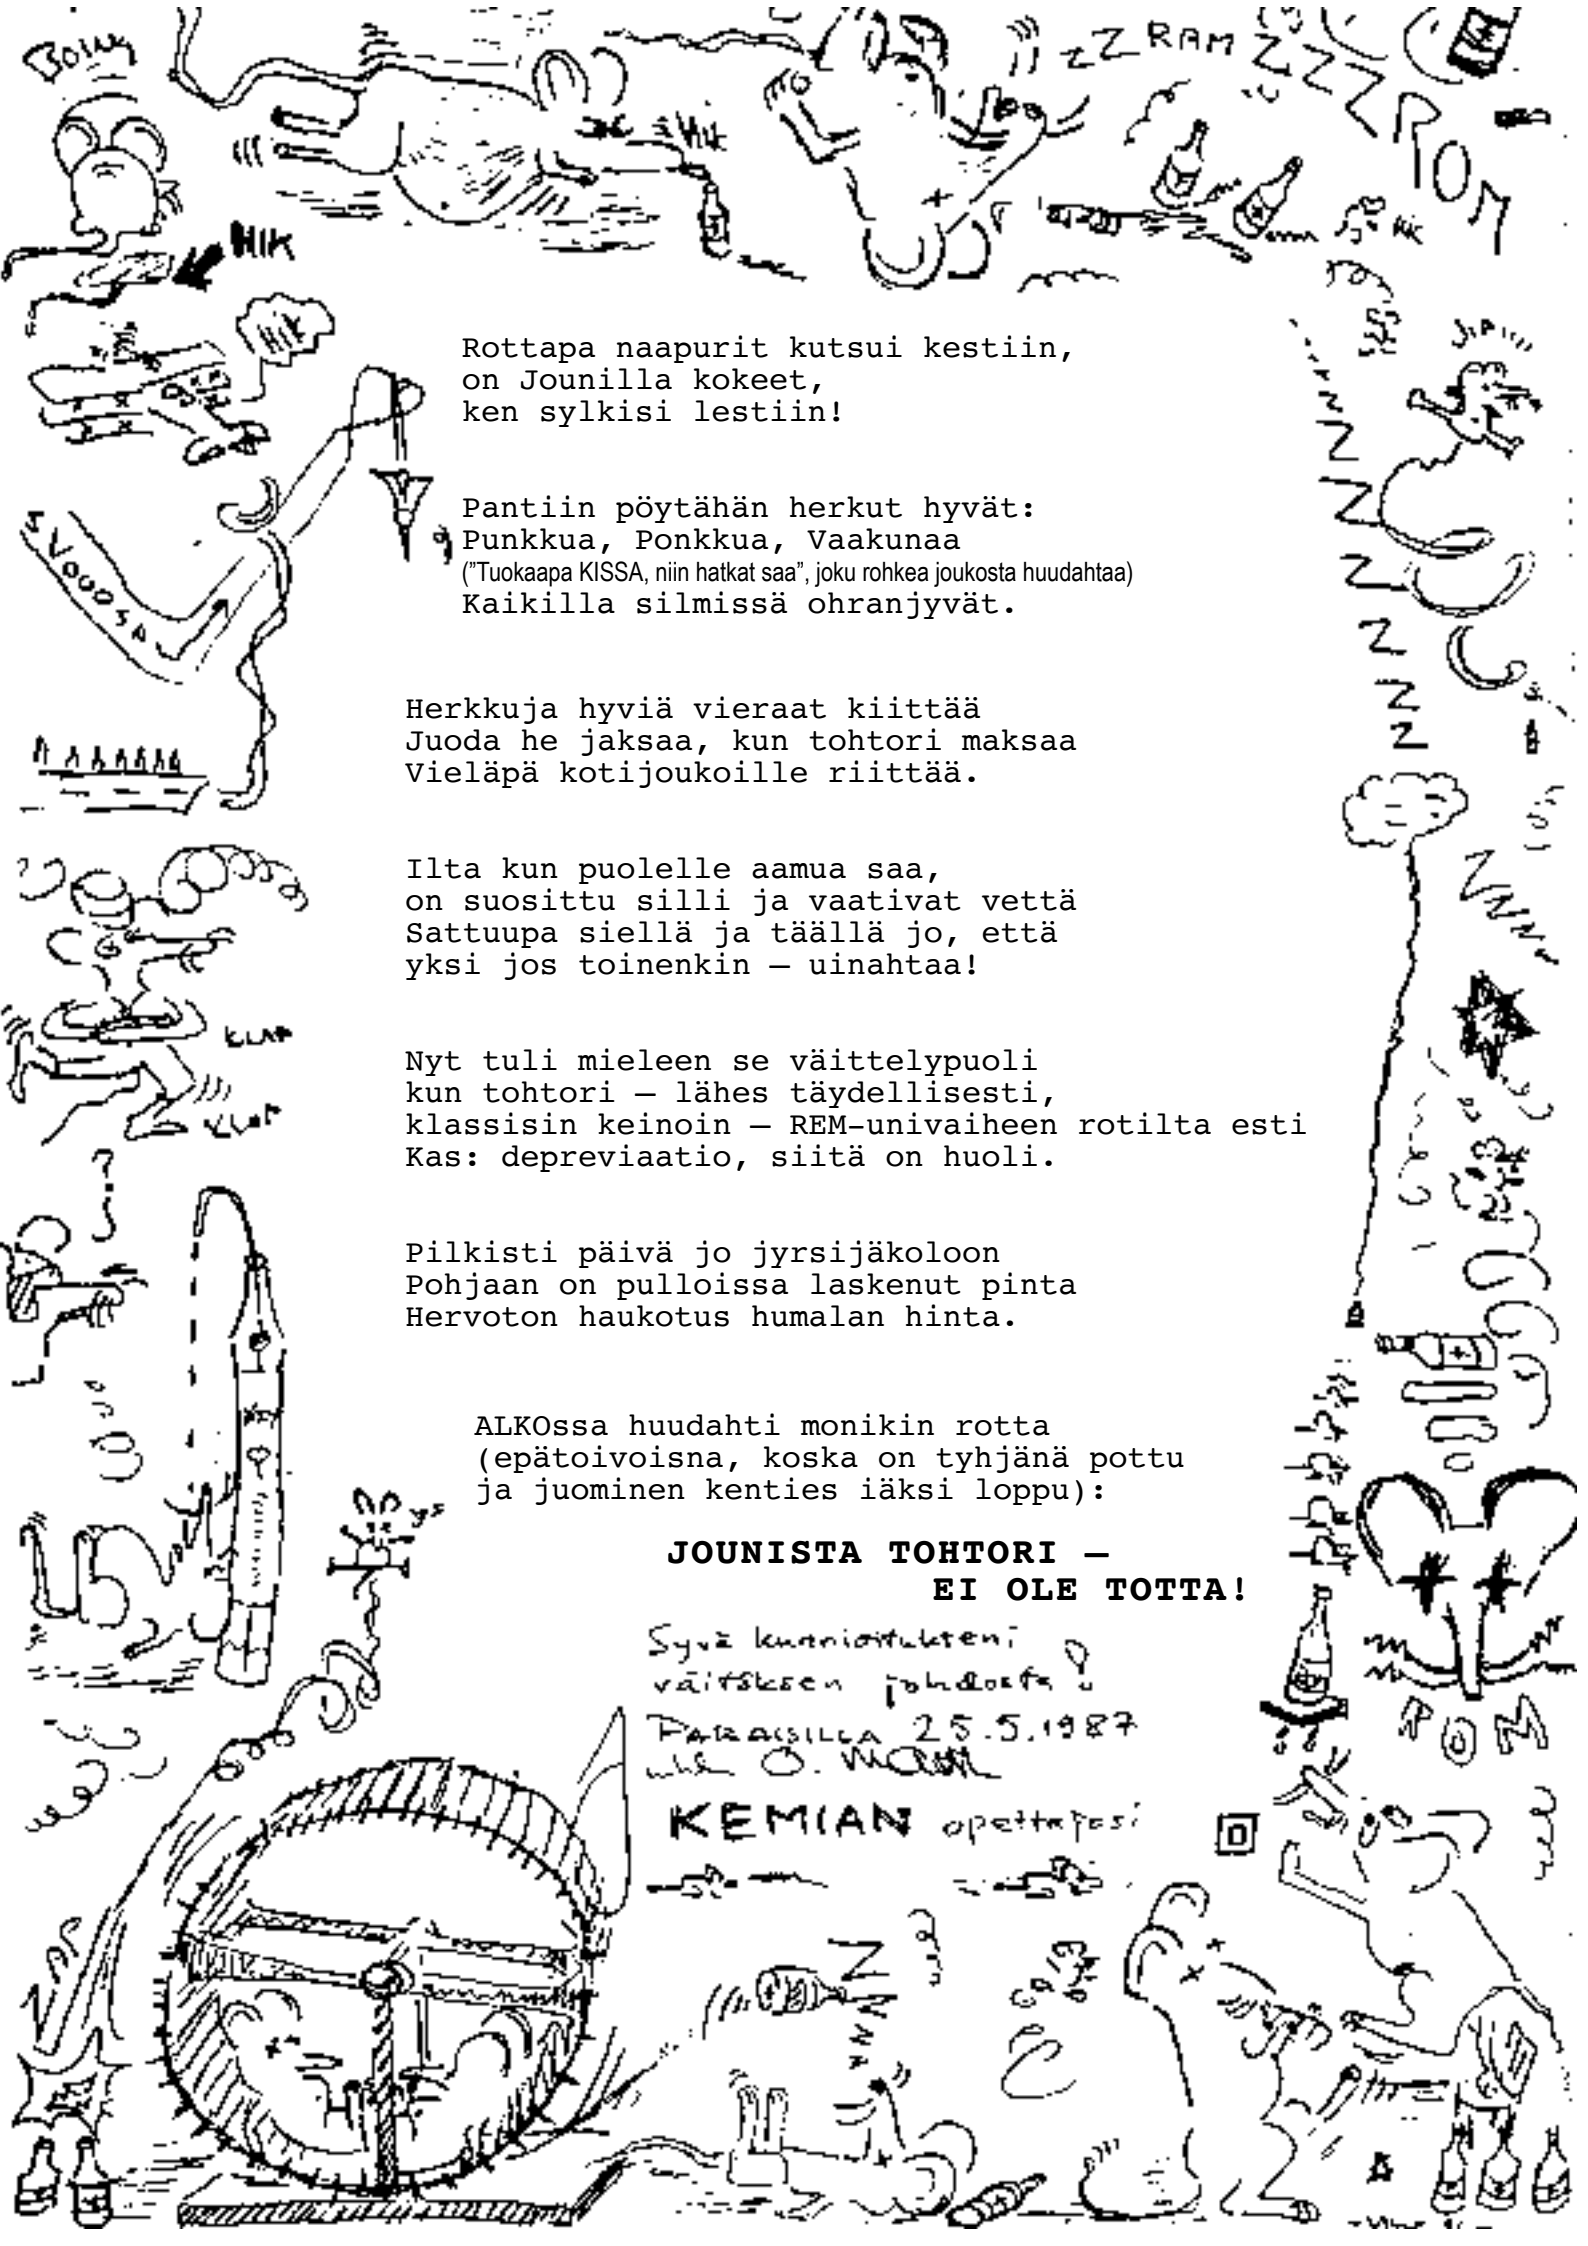 BOINK
ZZ RAM ZZZZ
HIK
HIK
Rottapa naapurit kutsui kestiin,
on Jounilla kokeet,
ken sylkisi lestiin!
Pantiin pöytähän herkut hyvät:
Punkkua, Ponkkua, Vaakunaa
("Tuokaapa KISSA, niin hatkat saa", joku rohkea joukosta huudahtaa)
Kaikilla silmissä ohranjyvät.
Herkkuja hyviä vieraat kiittää
Juoda he jaksaa, kun tohtori maksaa
Vieläpä kotijoukoille riittää.
Ilta kun puolelle aamua saa,
on suosittu silli ja vaativat vettä
Sattuupa siellä ja täällä jo, että
yksi jos toinenkin – uinahtaa!
KLAP
KLAP
Nyt tuli mieleen se väittelypuoli
kun tohtori – lähes täydellisesti,
klassisin keinoin – REM-univaiheen rotilta esti
Kas: depreviaatio, siitä on huoli.
Pilkisti päivä jo jyrsijäkoloon
Pohjaan on pulloissa laskenut pinta
Hervoton haukotus humalan hinta.
ALKOssa huudahti monikin rotta
(epätoivoisna, koska on tyhjänä pottu
ja juominen kenties iäksi loppu):
JOUNISTA TOHTORI –
EI OLE TOTTA!
Syvä kunnioitukseni
väitöksen johdosta!
PARAISILLA 25.5.1987
KEMIAN opettajasi
POM